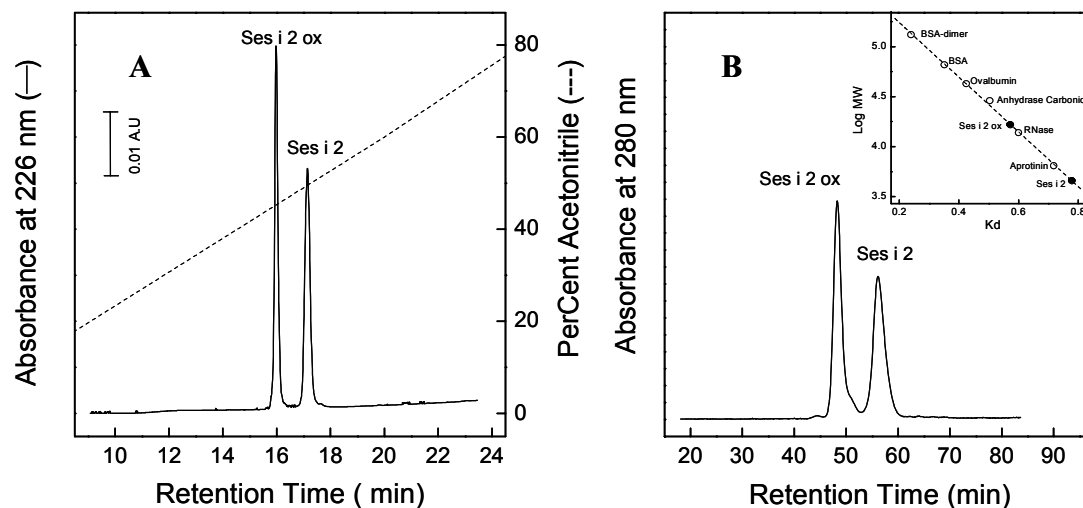 A
Absorbance at 226 nm (—)
0.01 A.U
Ses i 2 ox
Ses i 2
80
60
40
20
0
PerCent Acetonitrile (---)
10 12 14 16 18 20 22 24
Retention Time ( min)
B
Absorbance at 280 nm
Ses i 2 ox
Ses i 2
20 30 40 50 60 70 80 90
Retention Time (min)
Log MW
5.0
4.5
4.0
3.5
BSA-dimer
BSA
Ovalbumin
Anhydrase Carbonic
Ses i 2 ox
RNase
Aprotinin
Ses i 2
0.2 0.4 0.6 0.8
Kd